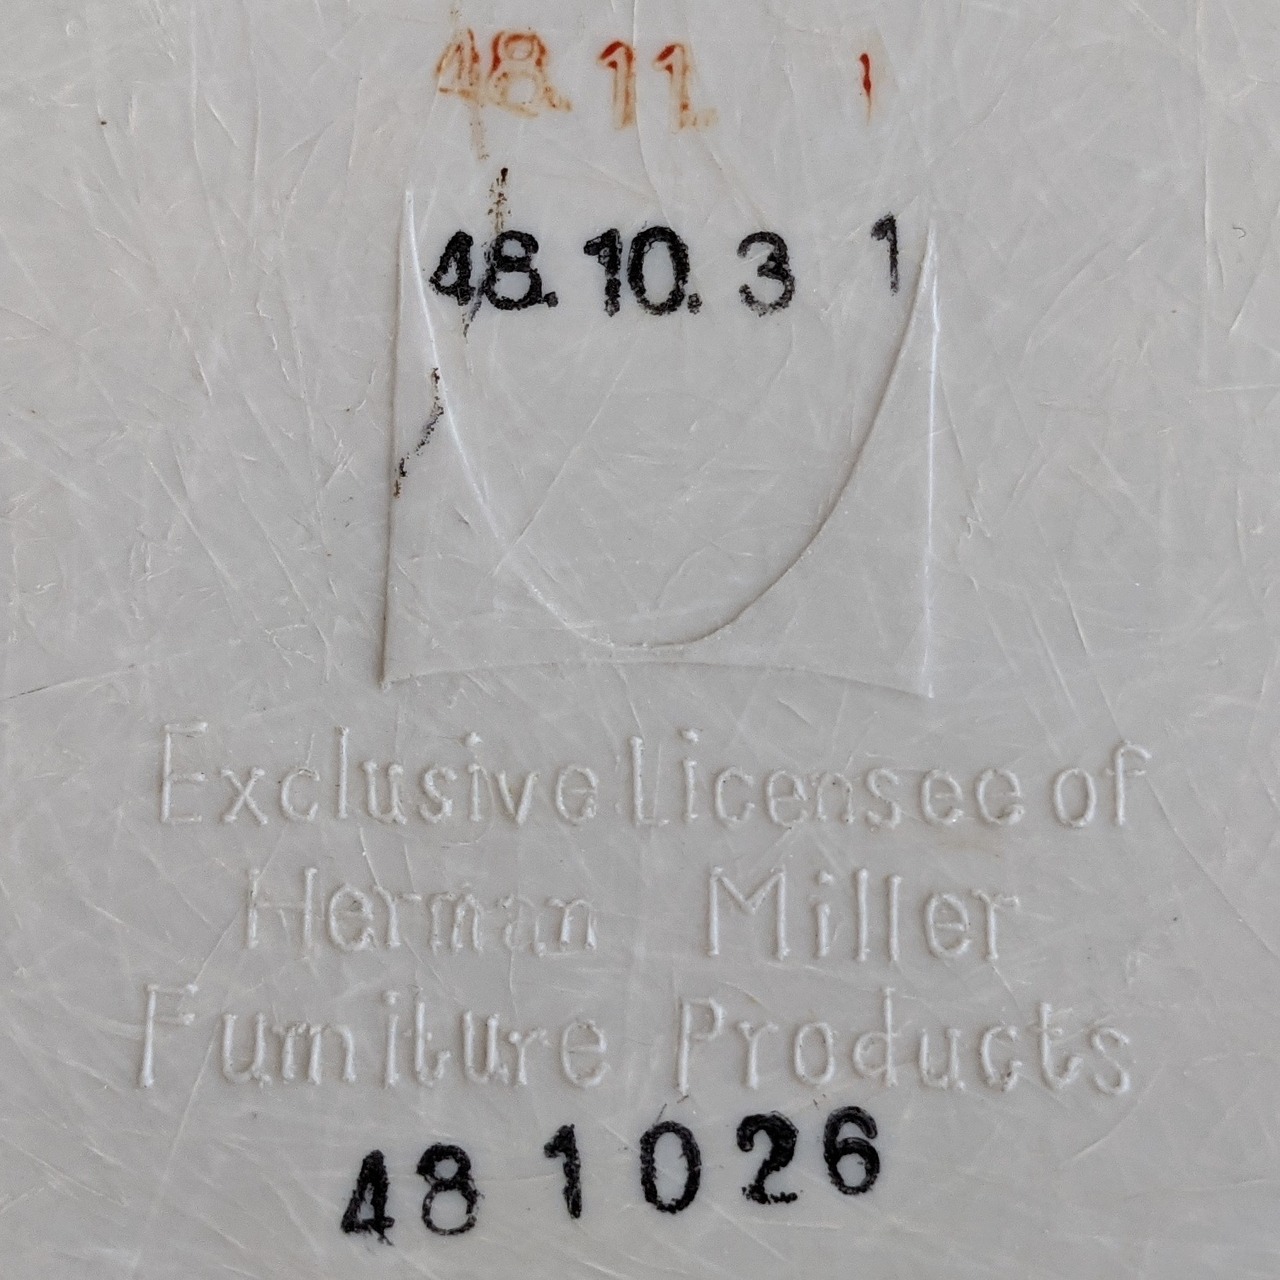 48. 11. 1
48. 10. 3 1
Exclusive Licensee of
Herman Miller
Furniture Products
48 1026